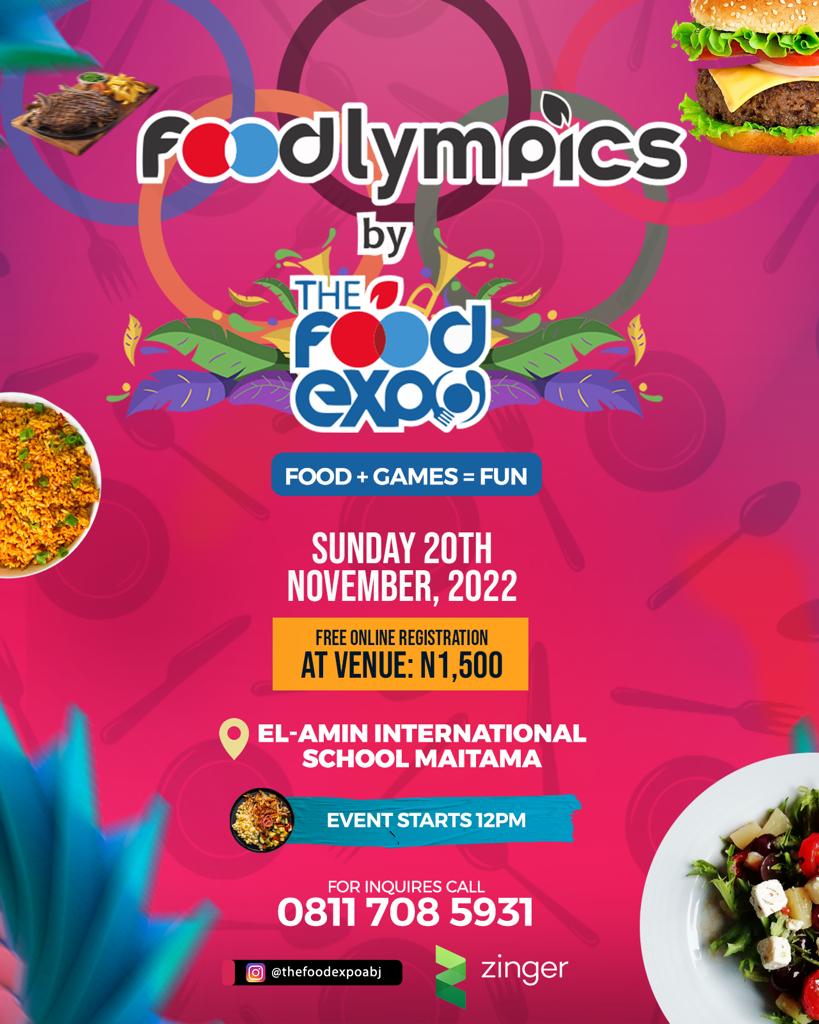 foodlympics
by
THE
food
expo
FOOD + GAMES = FUN
SUNDAY 20TH
NOVEMBER, 2022
FREE ONLINE REGISTRATION
AT VENUE: N1,500
EL-AMIN INTERNATIONAL
SCHOOL MAITAMA
EVENT STARTS 12PM
FOR INQUIRES CALL
0811 708 5931
@thefoodexpoabj
zinger